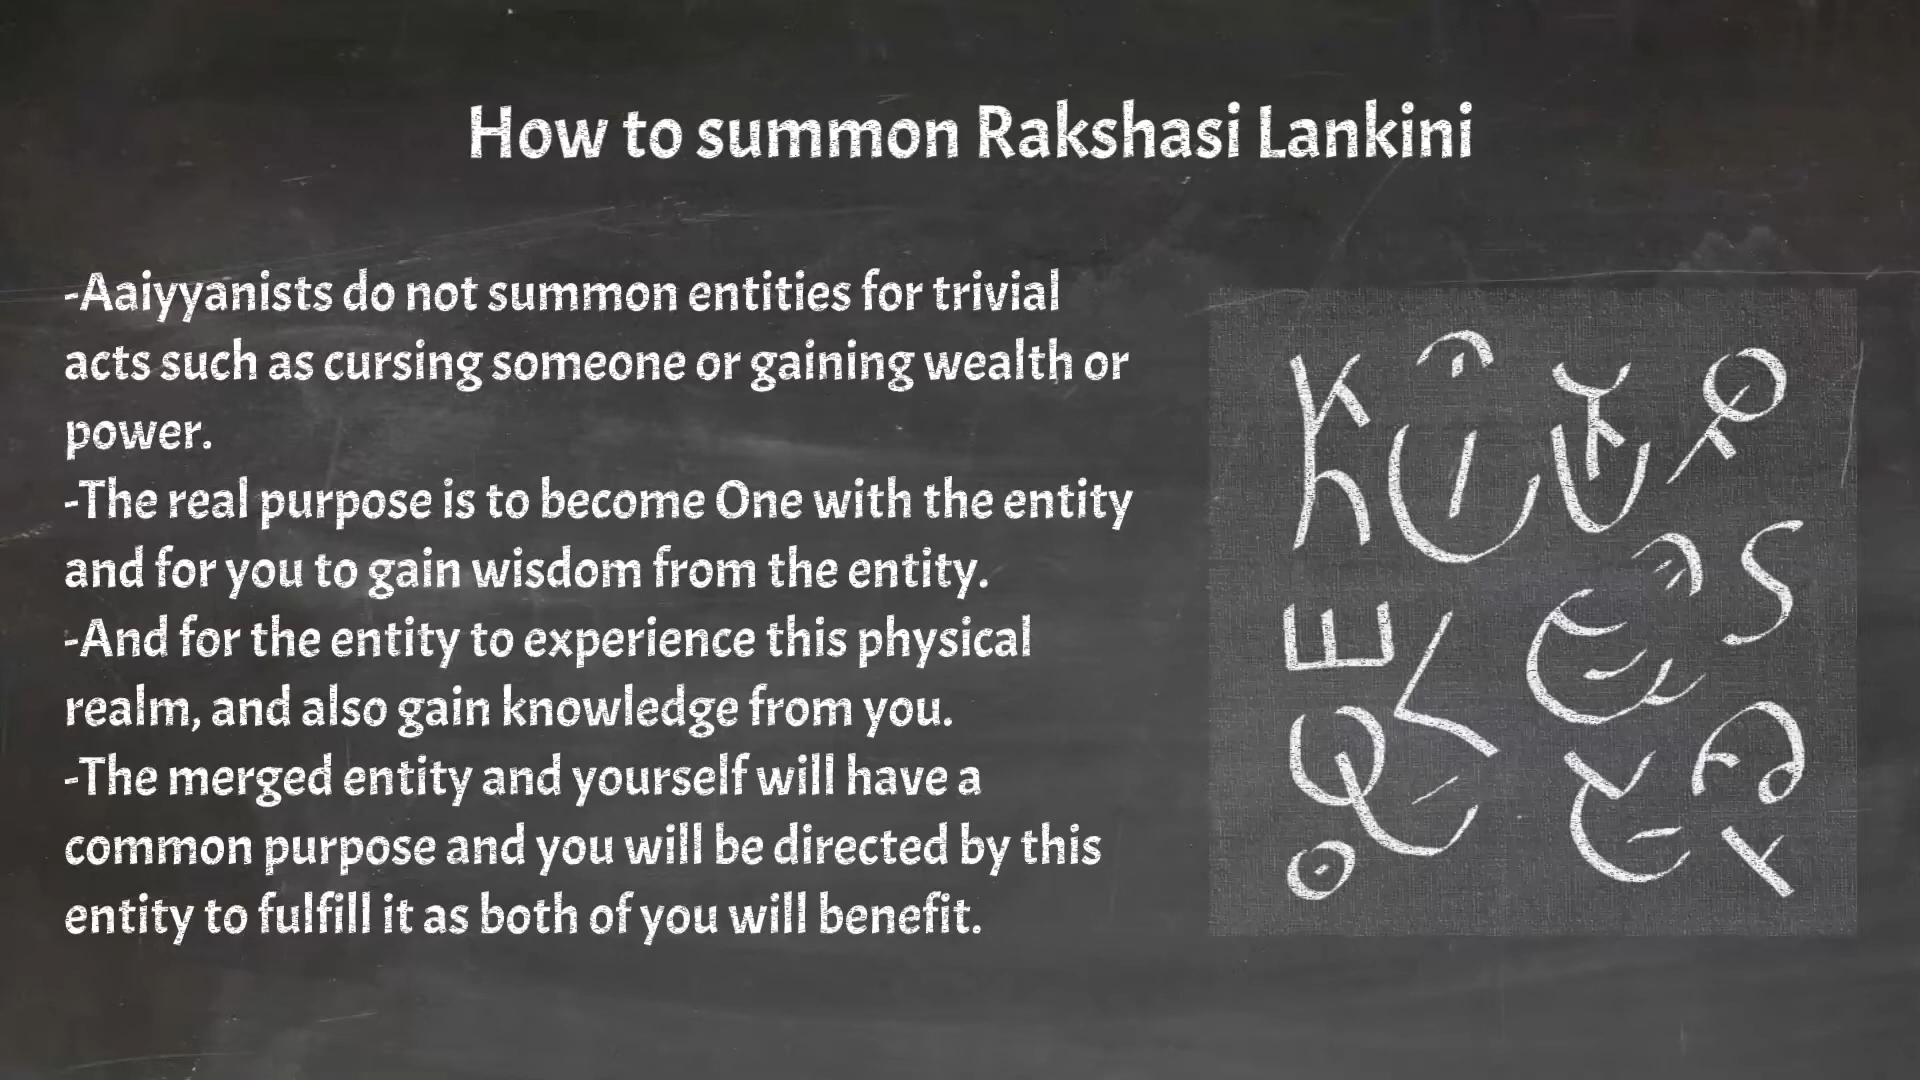 How to summon Rakshasi Lankini
-Aaiyyanists do not summon entities for trivial
acts such as cursing someone or gaining wealth or
power.
-The real purpose is to become One with the entity
and for you to gain wisdom from the entity.
-And for the entity to experience this physical
realm, and also gain knowledge from you.
-The merged entity and yourself will have a
common purpose and you will be directed by this
entity to fulfill it as both of you will benefit.